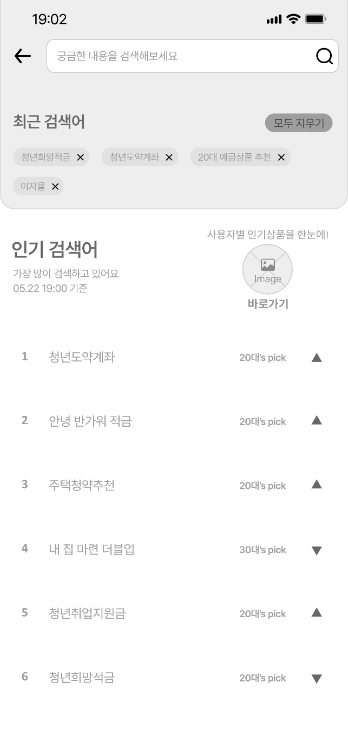 19:02
궁금한 내용을 검색해보세요
최근 검색어
모두 지우기
청년희망적금 ✕
청년도약계좌 ✕
20대 예금상품 추천 ✕
이자율 ✕
사용자별 인기상품을 한눈에!
인기 검색어
가장 많이 검색하고 있어요
05.22 19:00 기준
Image
바로가기
1 청년도약계좌 20대's pick ▲
2 안녕 반가워 적금 20대's pick ▲
3 주택청약추천 20대's pick ▲
4 내 집 마련 더블업 30대's pick ▼
5 청년취업지원금 20대's pick ▲
6 청년희망적금 20대's pick ▼